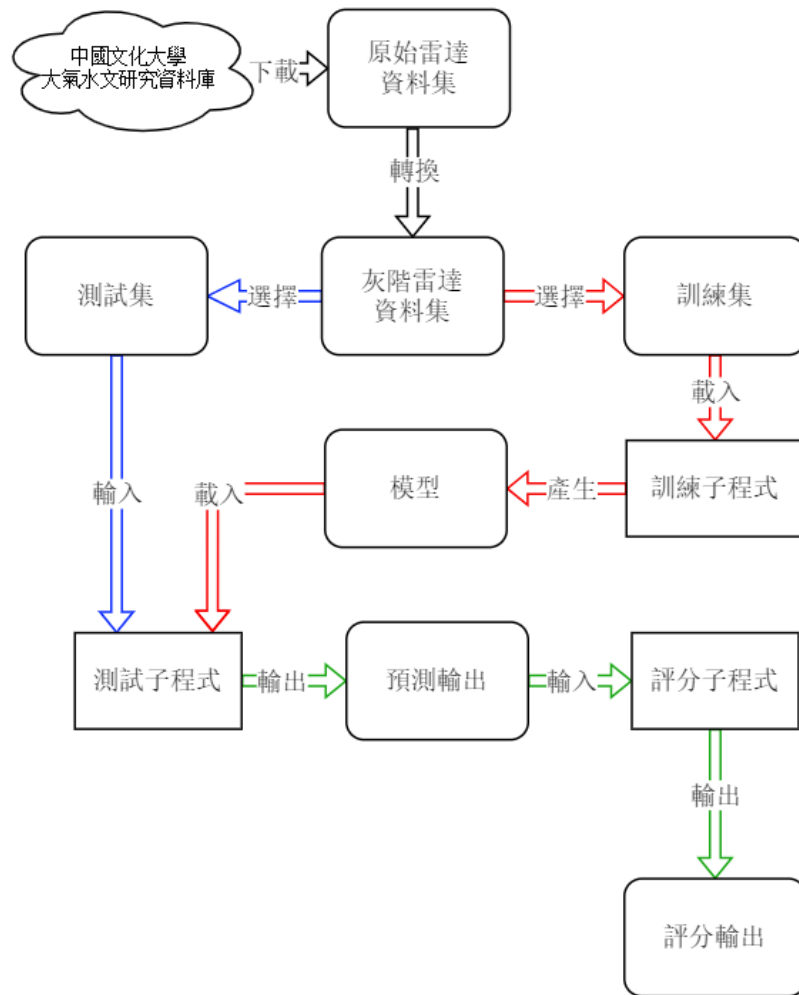 中國文化大學
大氣水文研究資料庫
下載
原始雷達
資料集
轉換
測試集
選擇
灰階雷達
資料集
選擇
訓練集
載入
輸入
載入
模型
產生
訓練子程式
測試子程式
輸出
預測輸出
輸入
評分子程式
輸出
評分輸出